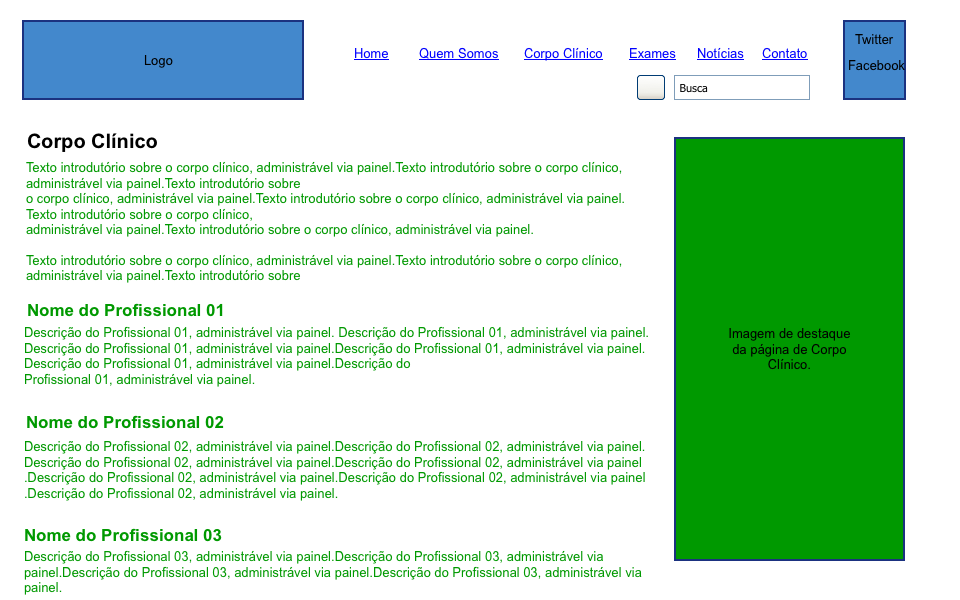 Logo
Home Quem Somos Corpo Clínico Exames Notícias Contato
Twitter
Facebook
Busca
Corpo Clínico
Texto introdutório sobre o corpo clínico, administrável via painel.Texto introdutório sobre o corpo clínico,
administrável via painel.Texto introdutório sobre
o corpo clínico, administrável via painel.Texto introdutório sobre o corpo clínico, administrável via painel.
Texto introdutório sobre o corpo clínico,
administrável via painel.Texto introdutório sobre o corpo clínico, administrável via painel.
Texto introdutório sobre o corpo clínico, administrável via painel.Texto introdutório sobre o corpo clínico,
administrável via painel.Texto introdutório sobre
Nome do Profissional 01
Descrição do Profissional 01, administrável via painel. Descrição do Profissional 01, administrável via painel.
Descrição do Profissional 01, administrável via painel.Descrição do Profissional 01, administrável via painel.
Descrição do Profissional 01, administrável via painel.Descrição do
Profissional 01, administrável via painel.
Nome do Profissional 02
Descrição do Profissional 02, administrável via painel.Descrição do Profissional 02, administrável via painel.
Descrição do Profissional 02, administrável via painel.Descrição do Profissional 02, administrável via painel
.Descrição do Profissional 02, administrável via painel.Descrição do Profissional 02, administrável via painel
.Descrição do Profissional 02, administrável via painel.
Nome do Profissional 03
Descrição do Profissional 03, administrável via painel.Descrição do Profissional 03, administrável via
painel.Descrição do Profissional 03, administrável via painel.Descrição do Profissional 03, administrável via
painel.
Imagem de destaque
da página de Corpo
Clínico.